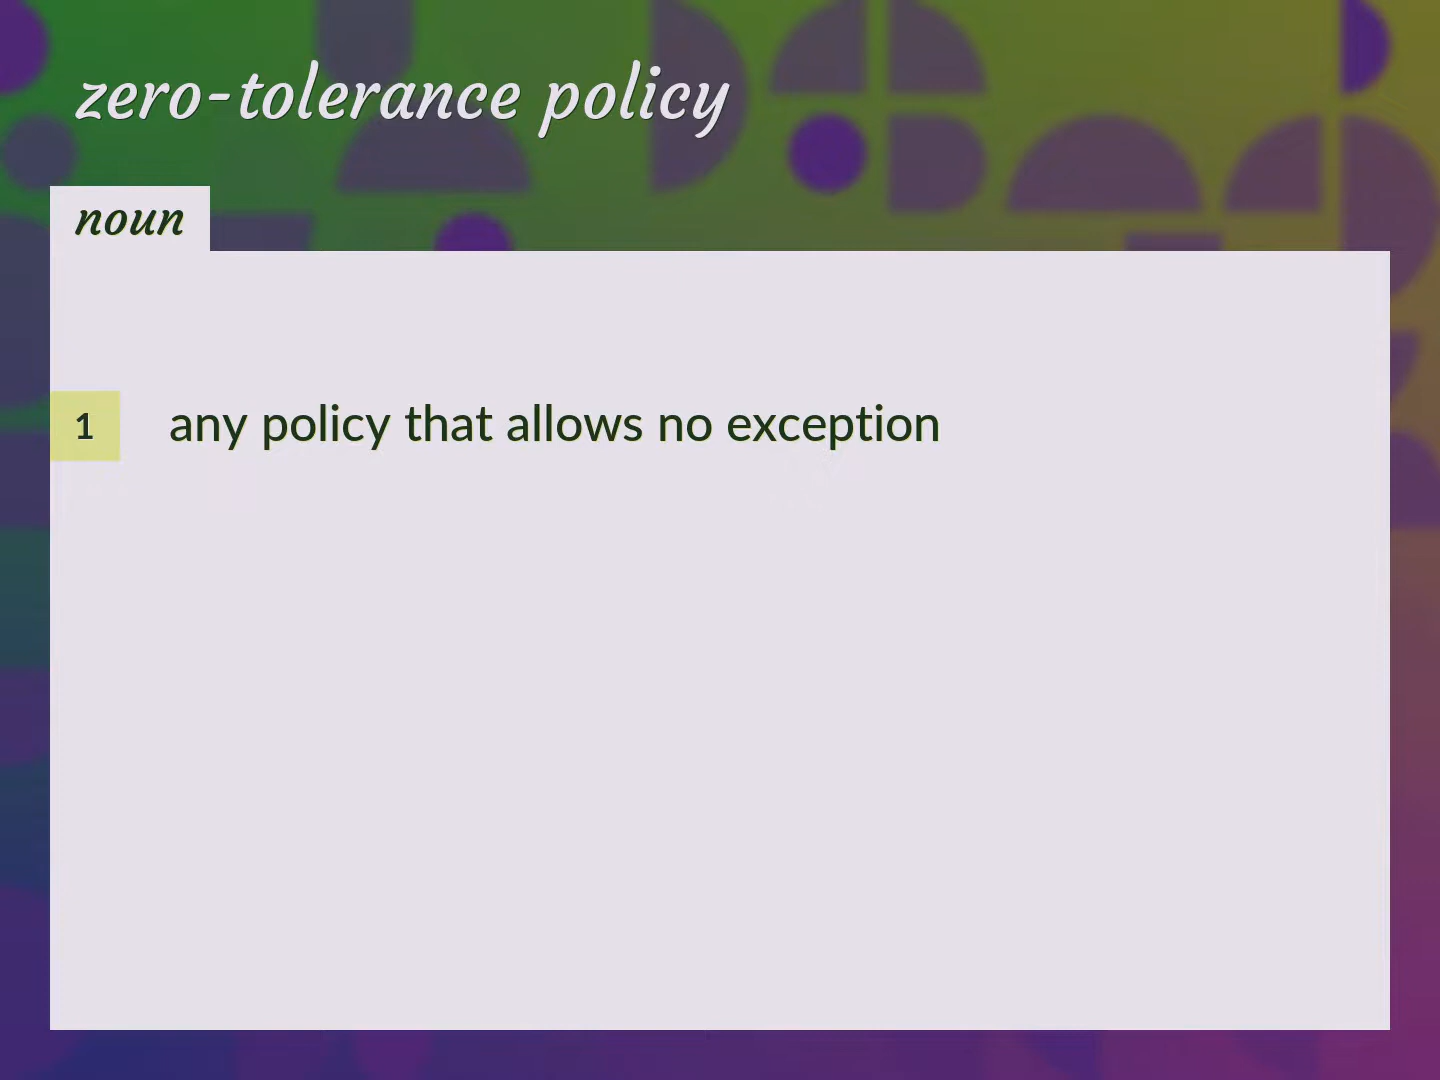 zero-tolerance policy
noun
1 any policy that allows no exception